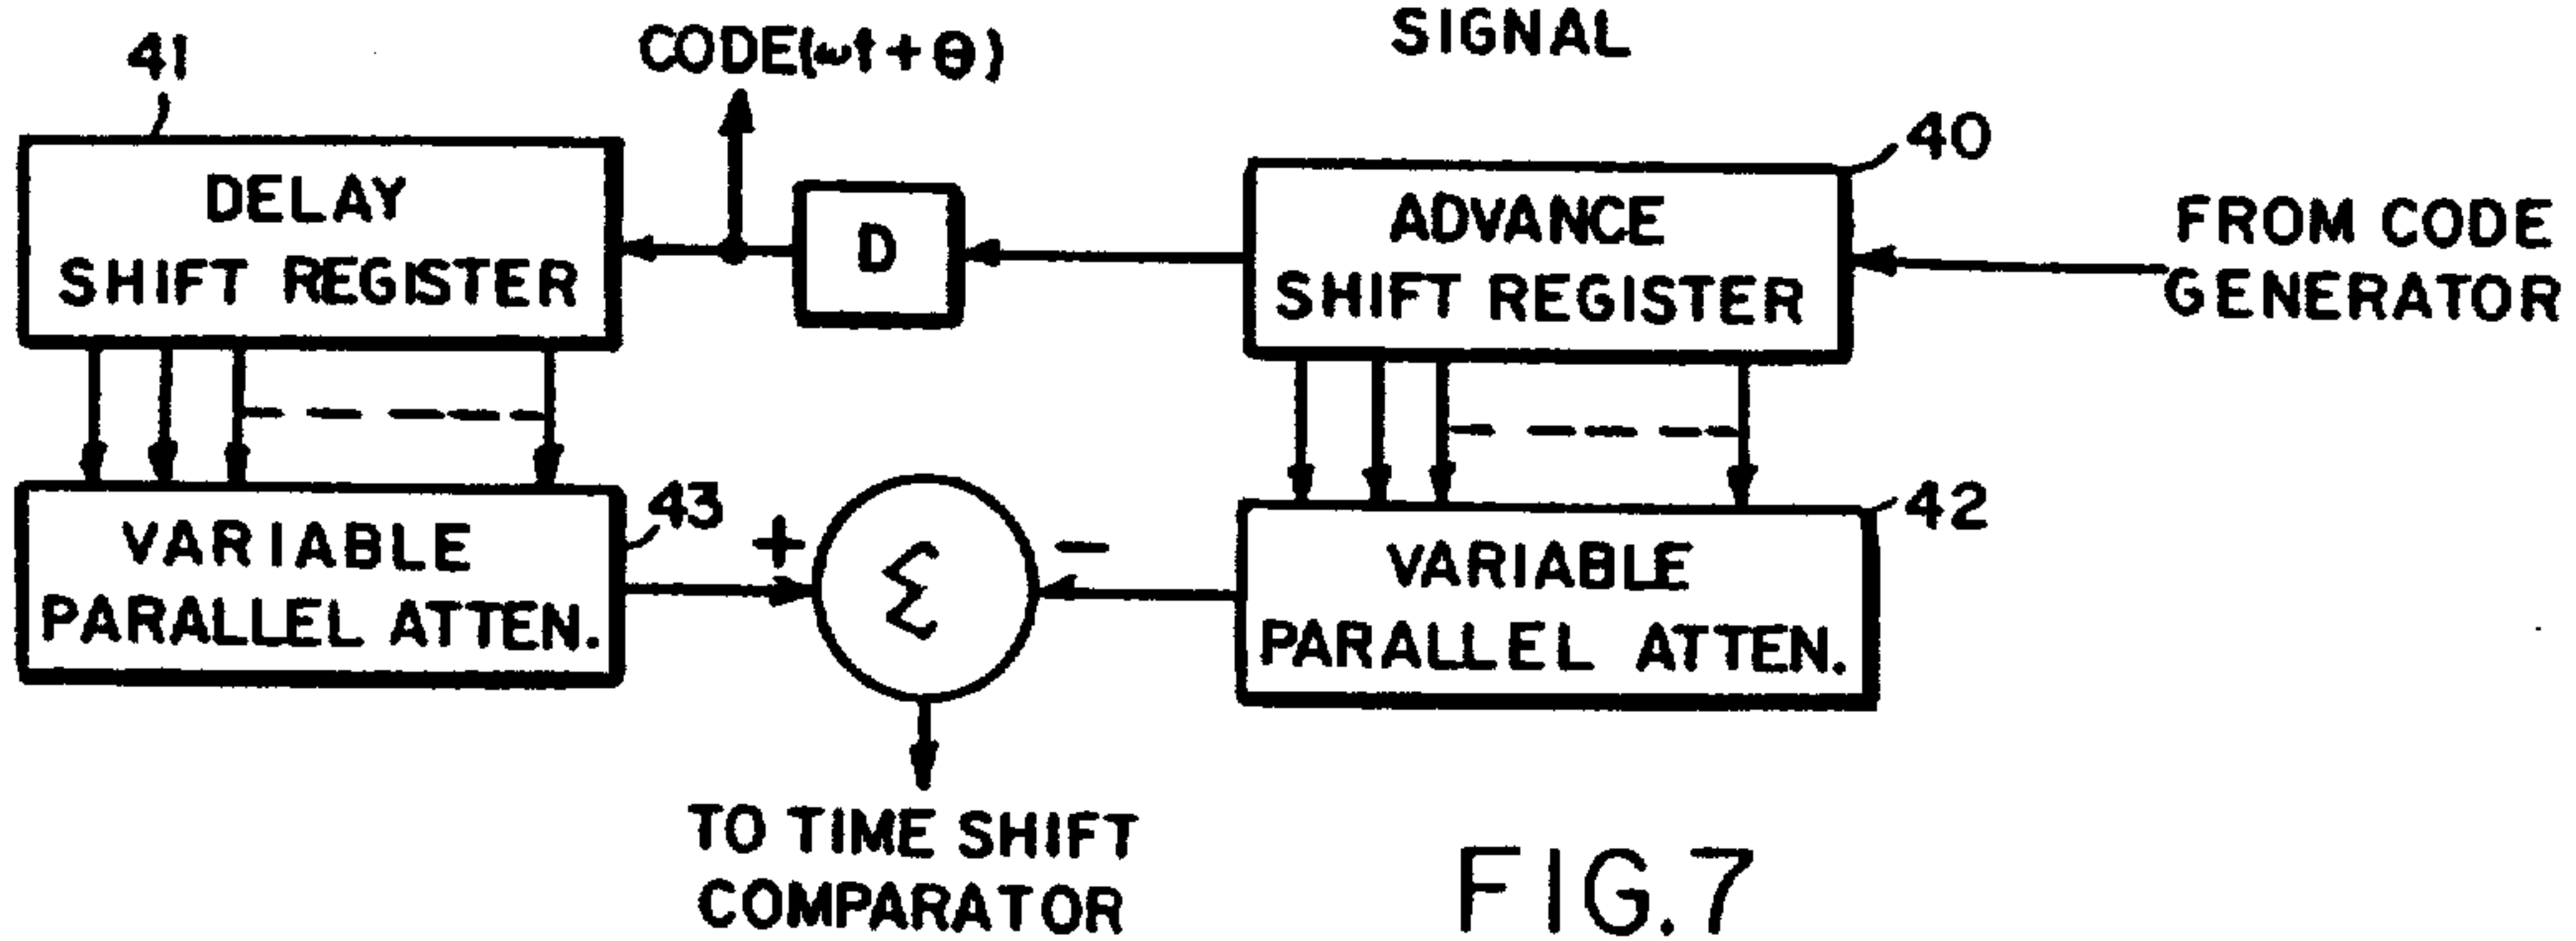 SIGNAL
41
CODE(ωt + θ)
40
DELAY
SHIFT REGISTER
D
ADVANCE
SHIFT REGISTER
FROM CODE
GENERATOR
43
42
VARIABLE
PARALLEL ATTEN.
+
Σ
−
VARIABLE
PARALLEL ATTEN.
TO TIME SHIFT
COMPARATOR
FIG.7